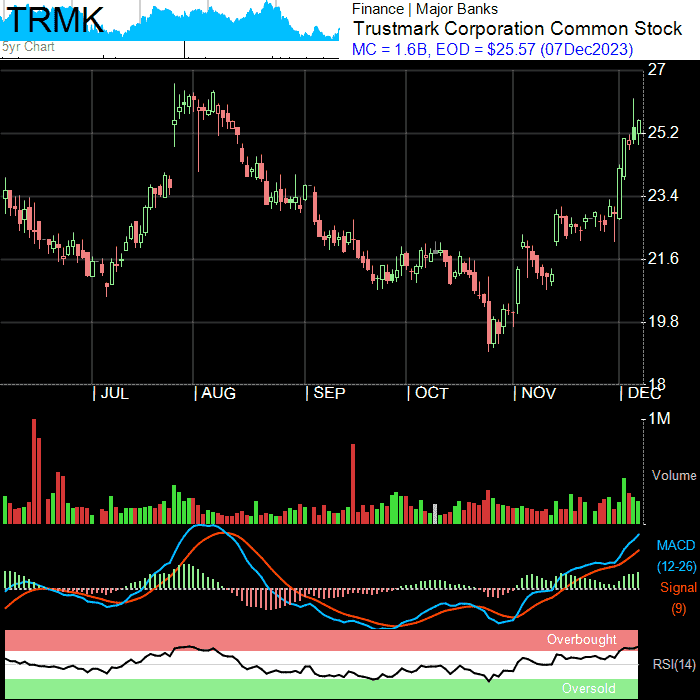 TRMK
5yr Chart
Finance | Major Banks
Trustmark Corporation Common Stock
MC = 1.6B, EOD = $25.57 (07Dec2023)
27
25.2
23.4
21.6
19.8
18
| JUL | AUG | SEP | OCT | NOV | DEC
1M
Volume
MACD
(12-26)
Signal
(9)
Overbought
RSI(14)
Oversold